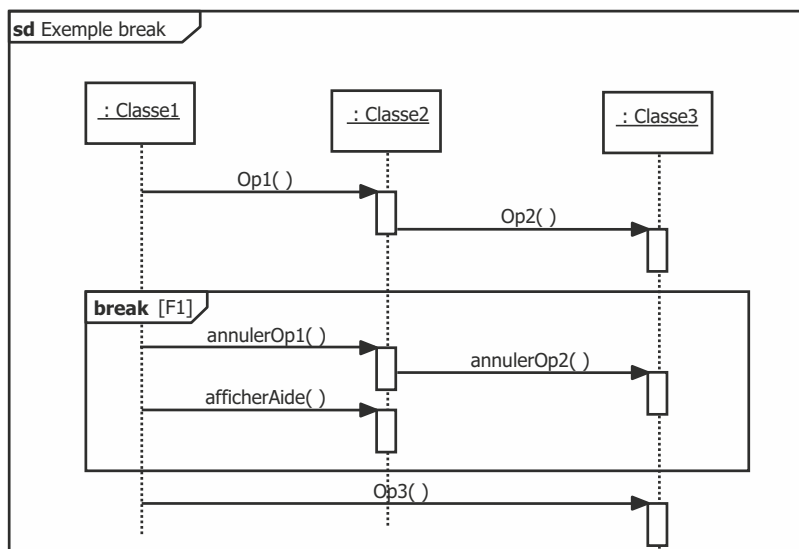 sd Exemple break
: Classe1
: Classe2
: Classe3
Op1( )
Op2( )
break [F1]
annulerOp1( )
annulerOp2( )
afficherAide( )
Op3( )